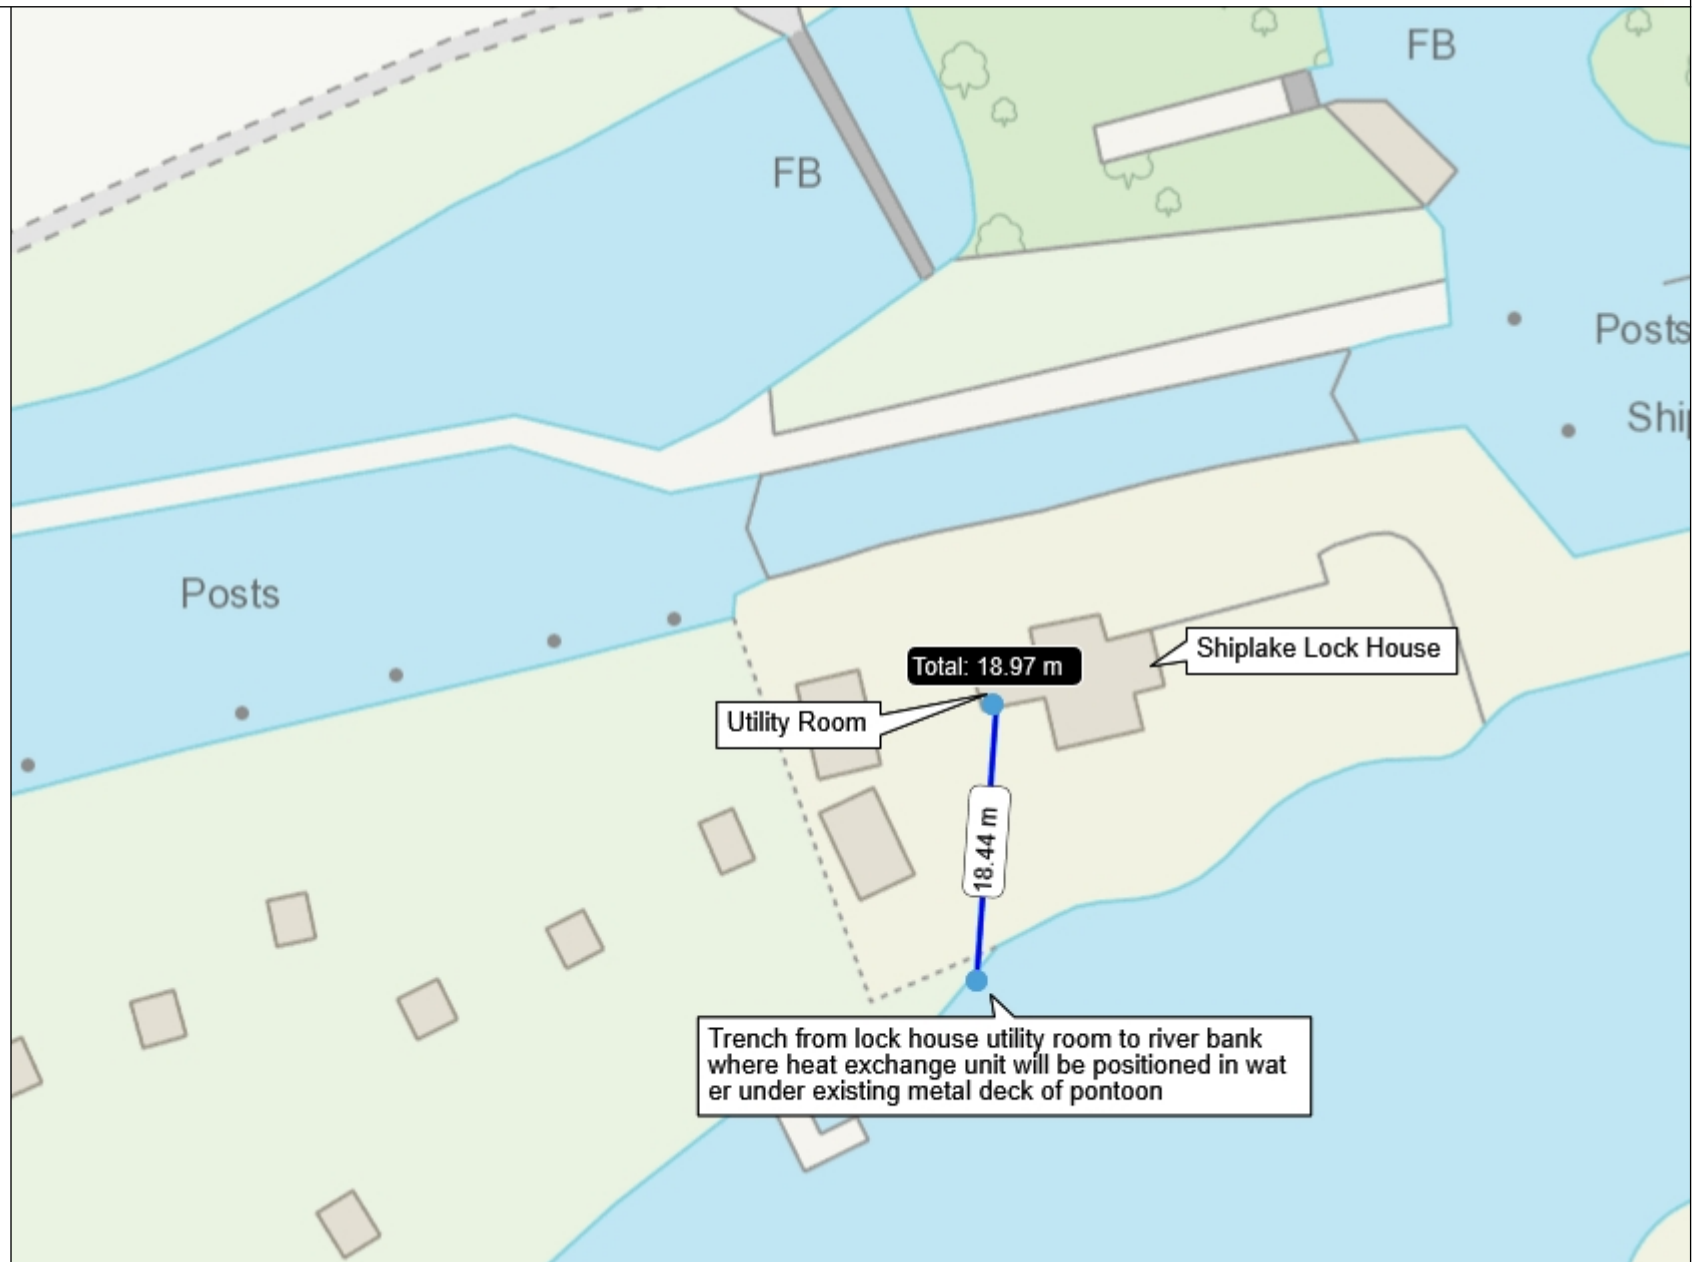 FB
FB
Posts
Ship
Posts
Shiplake Lock House
Total: 18.97 m
Utility Room
18.44 m
Trench from lock house utility room to river bank
where heat exchange unit will be positioned in wat
er under existing metal deck of pontoon